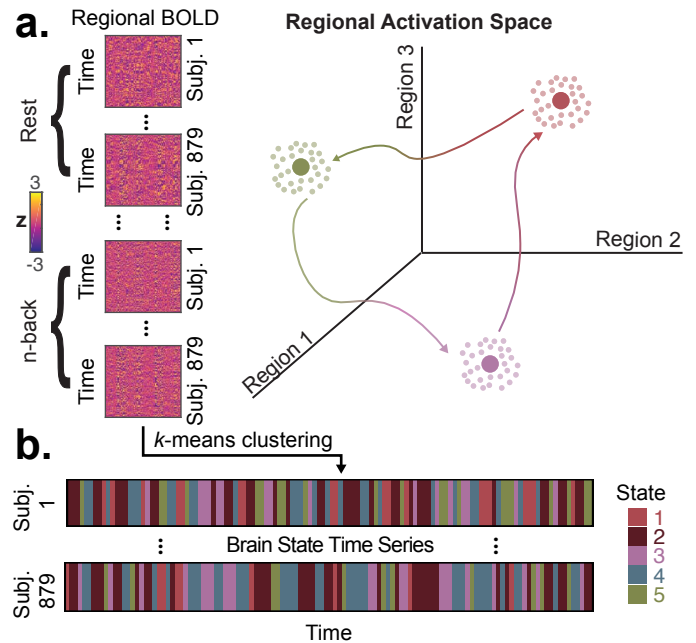 a.
Regional BOLD
Regional Activation Space
Rest
Time
Subj. 1
...
Time
Subj. 879
... ...
3
z
-3
n-back
Time
Subj. 1
...
Time
Subj. 879
Region 3
Region 2
Region 1
b.
k-means clustering
Subj.
1
... Brain State Time Series ...
Subj.
879
Time
State
1
2
3
4
5